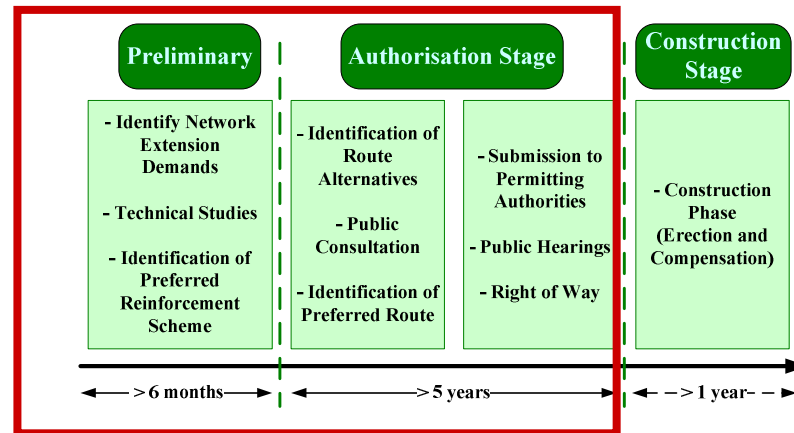 Preliminary
Authorisation Stage
Construction
Stage
- Identify Network
Extension
Demands
- Technical Studies
- Identification of
Preferred
Reinforcement
Scheme
- Identification of
Route
Alternatives
- Public
Consultation
- Identification of
Preferred Route
- Submission to
Permitting
Authorities
- Public Hearings
- Right of Way
- Construction
Phase
(Erection and
Compensation)
> 6 months
> 5 years
> 1 year